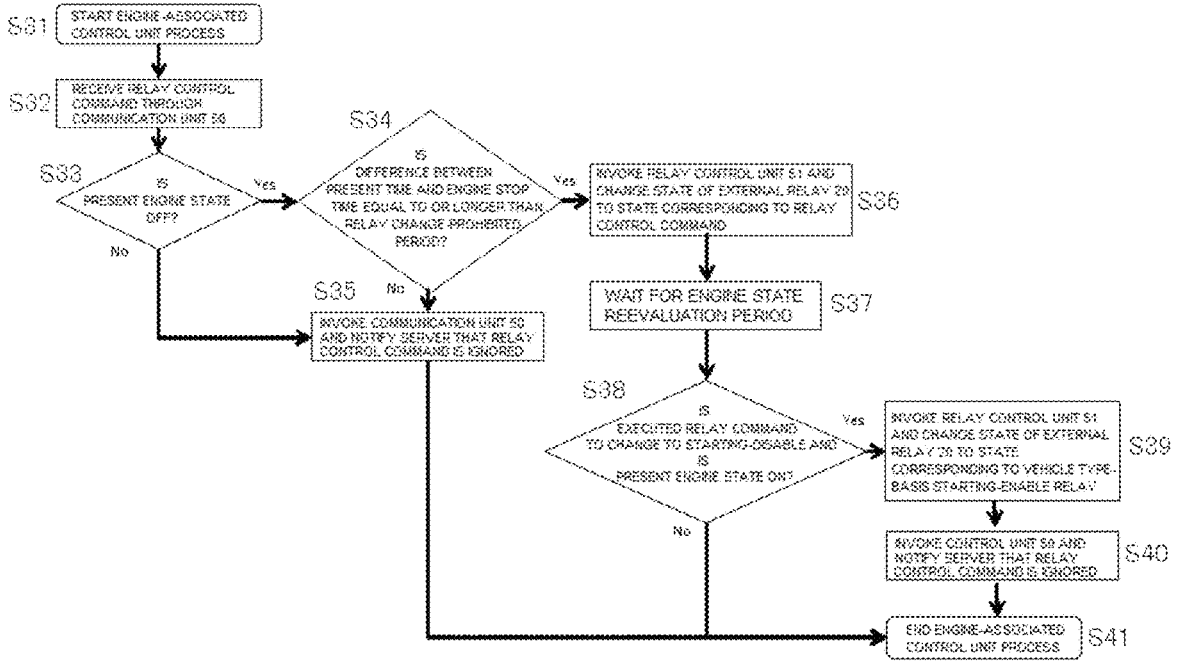 S31
START ENGINE-ASSOCIATED
CONTROL UNIT PROCESS
S32
RECEIVE RELAY CONTROL
COMMAND THROUGH
COMMUNICATION UNIT 50
S33
IS
PRESENT ENGINE STATE
OFF?
Yes
No
S34
IS
DIFFERENCE BETWEEN
PRESENT TIME AND ENGINE STOP
TIME EQUAL TO OR LONGER THAN
RELAY CHANGE PROHIBITED
PERIOD?
Yes
No
S35
INVOKE COMMUNICATION UNIT 50
AND NOTIFY SERVER THAT RELAY
CONTROL COMMAND IS IGNORED
INVOKE RELAY CONTROL UNIT 51 AND
CHANGE STATE OF EXTERNAL RELAY 20
TO STATE CORRESPONDING TO RELAY
CONTROL COMMAND
S36
WAIT FOR ENGINE STATE
REEVALUATION PERIOD
S37
S38
IS
EXECUTED RELAY COMMAND
TO CHANGE TO STARTING-DISABLE AND
IS
PRESENT ENGINE STATE ON?
Yes
No
INVOKE RELAY CONTROL UNIT 51
AND CHANGE STATE OF EXTERNAL
RELAY 20 TO STATE
CORRESPONDING TO VEHICLE TYPE-
BASIS STARTING-ENABLE RELAY
S39
INVOKE CONTROL UNIT 50 AND
NOTIFY SERVER THAT RELAY
CONTROL COMMAND IS IGNORED
S40
END ENGINE-ASSOCIATED
CONTROL UNIT PROCESS
S41